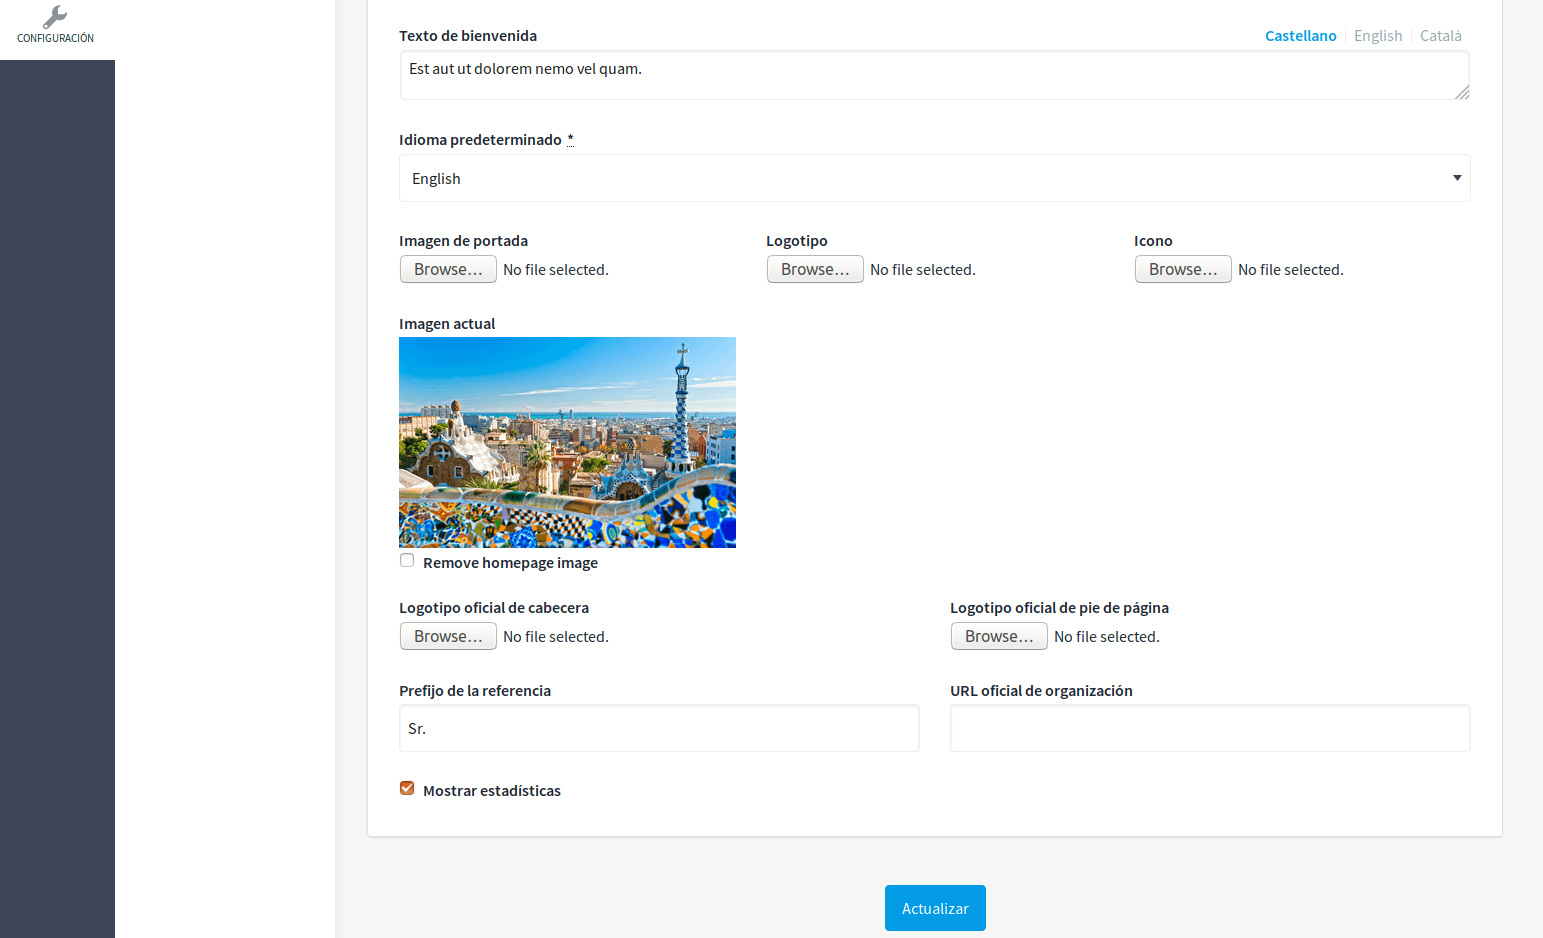 CONFIGURACIÓN
Texto de bienvenida
Castellano English Català
Est aut ut dolorem nemo vel quam.
Idioma predeterminado *
English
Imagen de portada Logotipo Icono
Browse... No file selected. Browse... No file selected. Browse... No file selected.
Imagen actual
Remove homepage image
Logotipo oficial de cabecera Logotipo oficial de pie de página
Browse... No file selected. Browse... No file selected.
Prefijo de la referencia URL oficial de organización
Sr.
Mostrar estadísticas
Actualizar